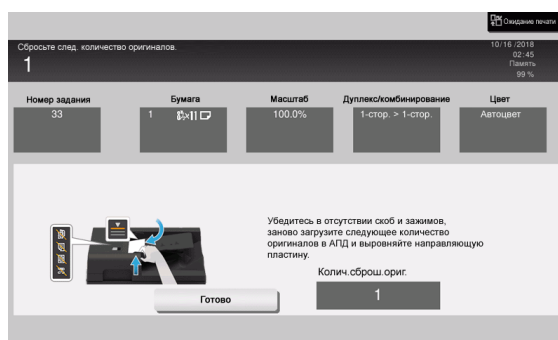 Ожидание печати
Сбросьте след. количество оригиналов.
1
10/16 /2018
02:45
Память
99 %
Номер задания
Бумага
Масштаб
Дуплекс/комбинирование
Цвет
33
1
100.0%
1-стор. > 1-стор.
Автоцвет
Убедитесь в отсутствии скоб и зажимов,
заново загрузите следующее количество
оригиналов в АПД и выровняйте направляющую
пластину.
Колич.сброш.ориг.
1
Готово